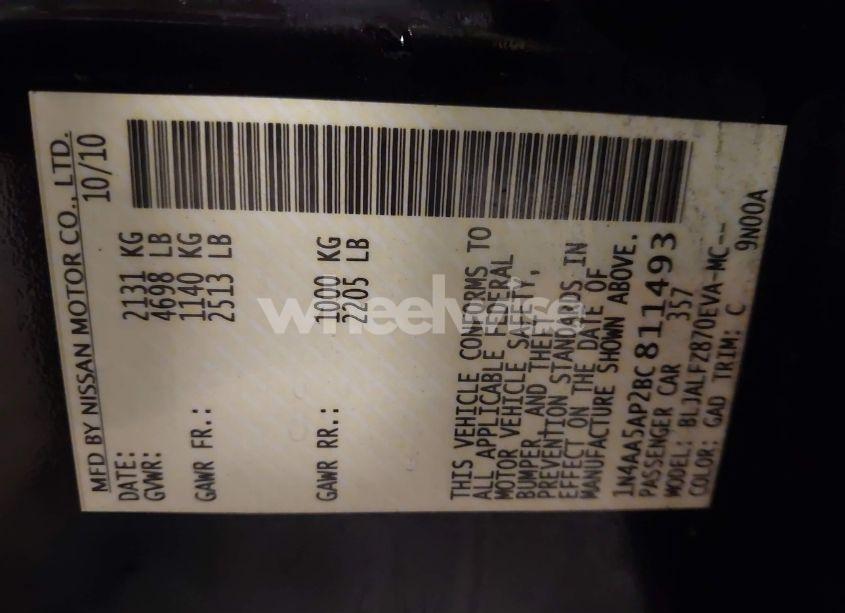 MFD BY NISSAN MOTOR CO., LTD.
DATE: 10/10
GVWR: 2131 KG
4698 LB
GAWR FR.: 1140 KG
2513 LB
GAWR RR.: 1000 KG
2205 LB
THIS VEHICLE CONFORMS TO
ALL APPLICABLE FEDERAL
MOTOR VEHICLE SAFETY,
BUMPER, AND THEFT
PREVENTION STANDARDS IN
EFFECT ON THE DATE OF
MANUFACTURE SHOWN ABOVE.
1N4AA5AP2BC811493
PASSENGER CAR 357
MODEL: BLJALFZ870EVA-MC--
COLOR: GAD TRIM: C 9N00A
wheelwise